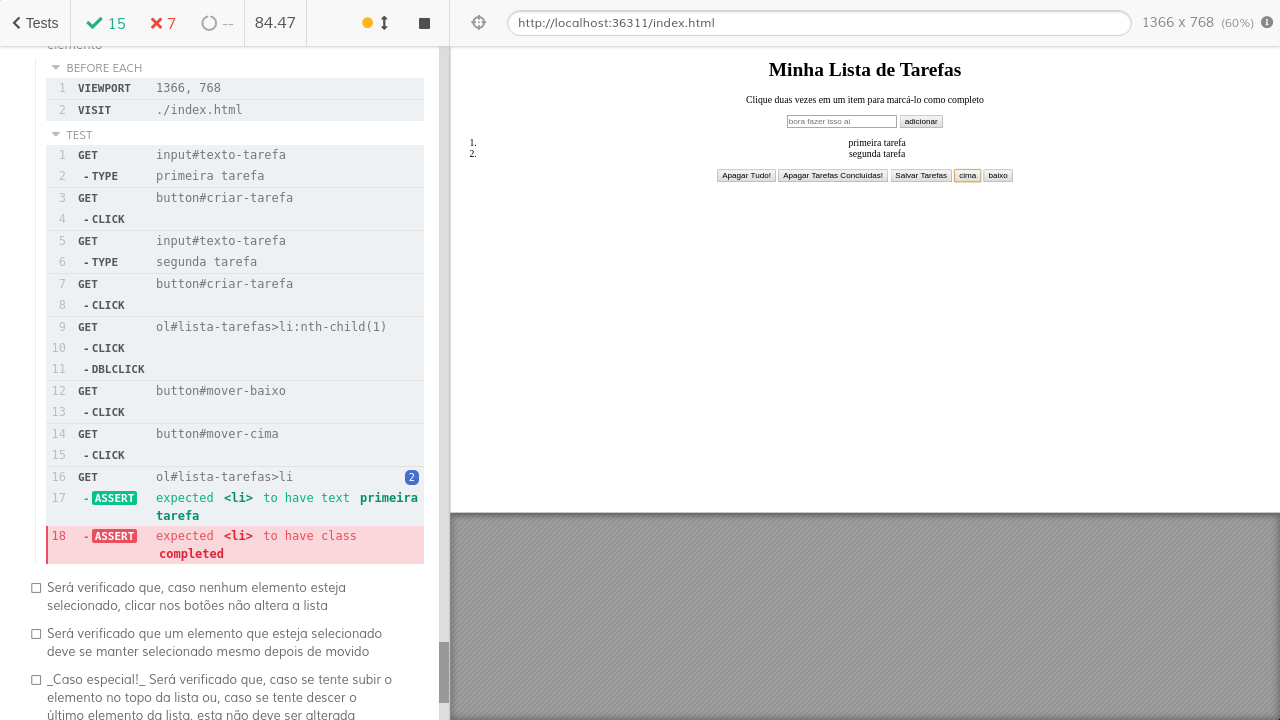 Tests 15 7 -- 84.47
elemento
BEFORE EACH
1 VIEWPORT 1366, 768
2 VISIT ./index.html
TEST
1 GET input#texto-tarefa
2 -TYPE primeira tarefa
3 GET button#criar-tarefa
4 -CLICK
5 GET input#texto-tarefa
6 -TYPE segunda tarefa
7 GET button#criar-tarefa
8 -CLICK
9 GET ol#lista-tarefas>li:nth-child(1)
10 -CLICK
11 -DBLCLICK
12 GET button#mover-baixo
13 -CLICK
14 GET button#mover-cima
15 -CLICK
16 GET ol#lista-tarefas>li 2
17 -ASSERT expected <li> to have text primeira
tarefa
18 -ASSERT expected <li> to have class
completed
Será verificado que, caso nenhum elemento esteja
selecionado, clicar nos botões não altera a lista
Será verificado que um elemento que esteja selecionado
deve se manter selecionado mesmo depois de movido
_Caso especial!_ Será verificado que, caso se tente subir o
elemento no topo da lista ou, caso se tente descer o
último elemento da lista, esta não deve ser alterada
http://localhost:36311/index.html 1366 x 768 (60%)
Minha Lista de Tarefas
Clique duas vezes em um item para marcá-lo como completo
bora fazer isso aí adicionar
1. primeira tarefa
2. segunda tarefa
Apagar Tudo! Apagar Tarefas Concluídas! Salvar Tarefas cima baixo